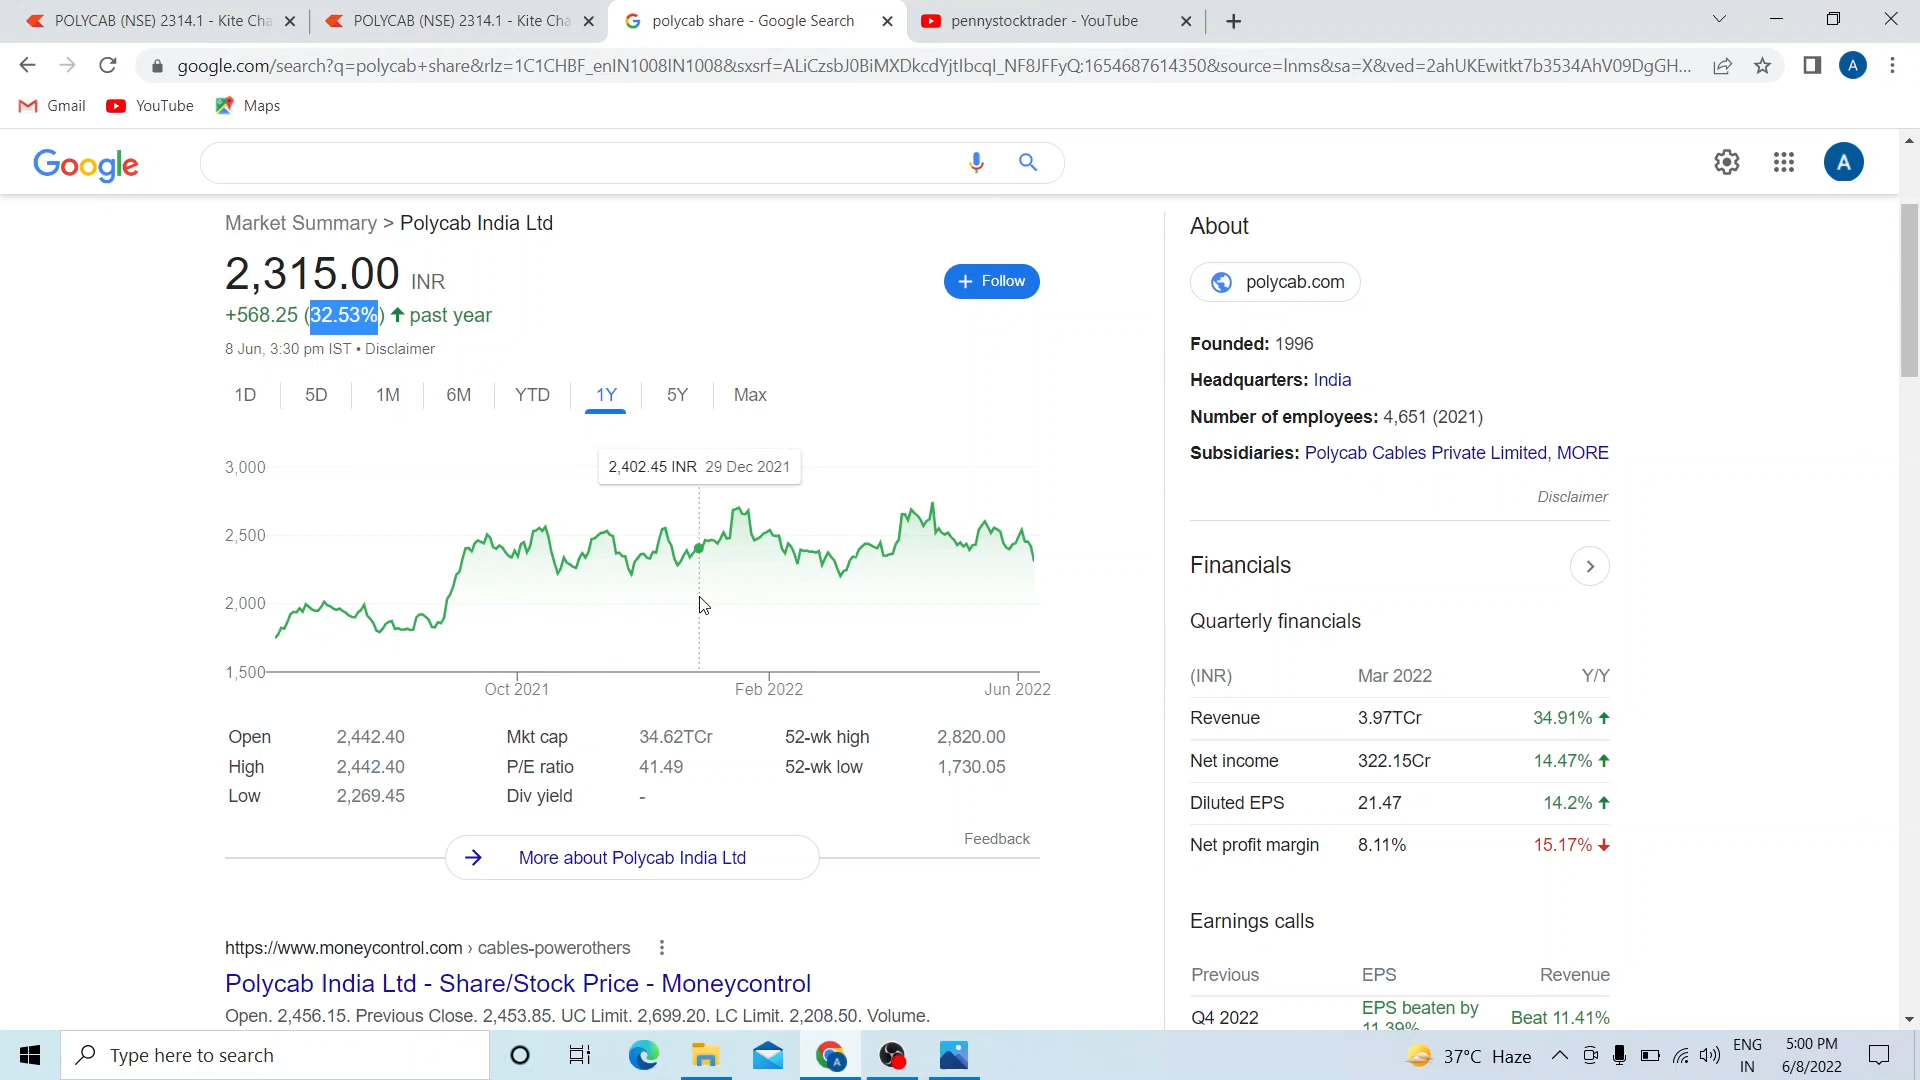 POLYCAB (NSE) 2314.1 - Kite Cha
POLYCAB (NSE) 2314.1 - Kite Cha
polycab share - Google Search
pennystocktrader - YouTube
google.com/search?q=polycab+share&rlz=1C1CHBF_enIN1008IN1008&sxsrf=ALiCzsbJ0BiMXDkcdYjtIbcqI_NF8JFFyQ:1654687614350&source=lnms&sa=X&ved=2ahUKEwitkt7b3534AhV09DgGH...
A
Gmail
YouTube
Maps
Google
A
Market Summary > Polycab India Ltd
2,315.00 INR
+ Follow
+568.25 (32.53%) ↑ past year
8 Jun, 3:30 pm IST • Disclaimer
1D 5D 1M 6M YTD 1Y 5Y Max
2,402.45 INR 29 Dec 2021
3,000
2,500
2,000
1,500
Oct 2021 Feb 2022 Jun 2022
Open 2,442.40 Mkt cap 34.62TCr 52-wk high 2,820.00
High 2,442.40 P/E ratio 41.49 52-wk low 1,730.05
Low 2,269.45 Div yield -
Feedback
More about Polycab India Ltd
https://www.moneycontrol.com › cables-powerothers
Polycab India Ltd - Share/Stock Price - Moneycontrol
Open. 2,456.15. Previous Close. 2,453.85. UC Limit. 2,699.20. LC Limit. 2,208.50. Volume.
About
polycab.com
Founded: 1996
Headquarters: India
Number of employees: 4,651 (2021)
Subsidiaries: Polycab Cables Private Limited, MORE
Disclaimer
Financials
Quarterly financials
(INR) Mar 2022 Y/Y
Revenue 3.97TCr 34.91% ↑
Net income 322.15Cr 14.47% ↑
Diluted EPS 21.47 14.2% ↑
Net profit margin 8.11% 15.17% ↓
Earnings calls
Previous EPS Revenue
Q4 2022 EPS beaten by 11.39% Beat 11.41%
Type here to search
A
37°C Haze
ENG
IN
5:00 PM
6/8/2022